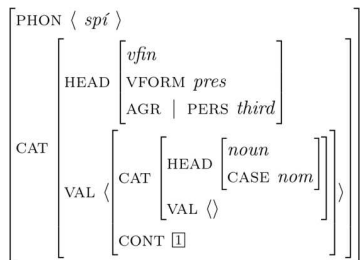 PHON ⟨ spí ⟩
vfin
HEAD VFORM pres
AGR | PERS third
CAT
noun
CAT HEAD
CASE nom
VAL ⟨ ⟩
VAL ⟨⟩
CONT 1